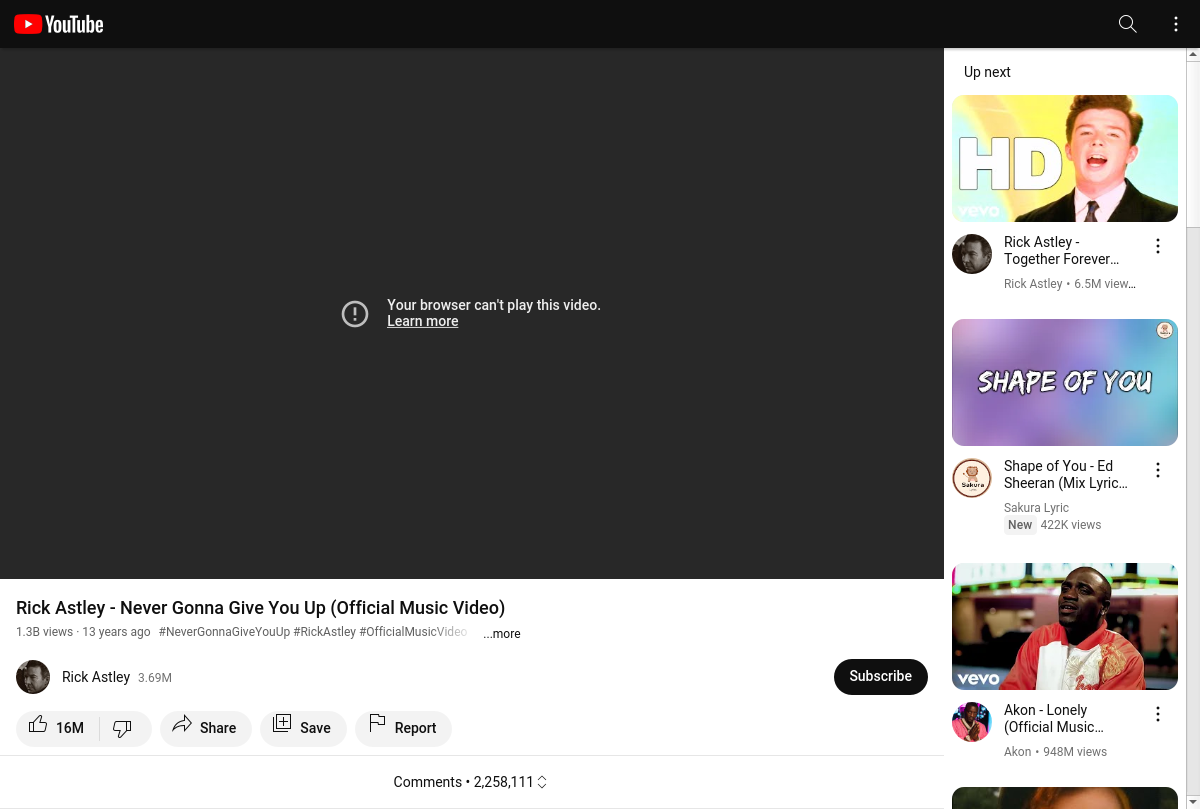 YouTube
Your browser can't play this video.
Learn more
Rick Astley - Never Gonna Give You Up (Official Music Video)
1.3B views · 13 years ago #NeverGonnaGiveYouUp #RickAstley #OfficialMusicVideo ...more
Rick Astley 3.69M
Subscribe
16M
Share
Save
Report
Comments • 2,258,111
Up next
HD
vevo
Rick Astley -
Together Forever…
Rick Astley • 6.5M view…
SHAPE OF YOU
Shape of You - Ed
Sheeran (Mix Lyric…
Sakura
Sakura Lyric
New 422K views
vevo
Akon - Lonely
(Official Music…
Akon • 948M views